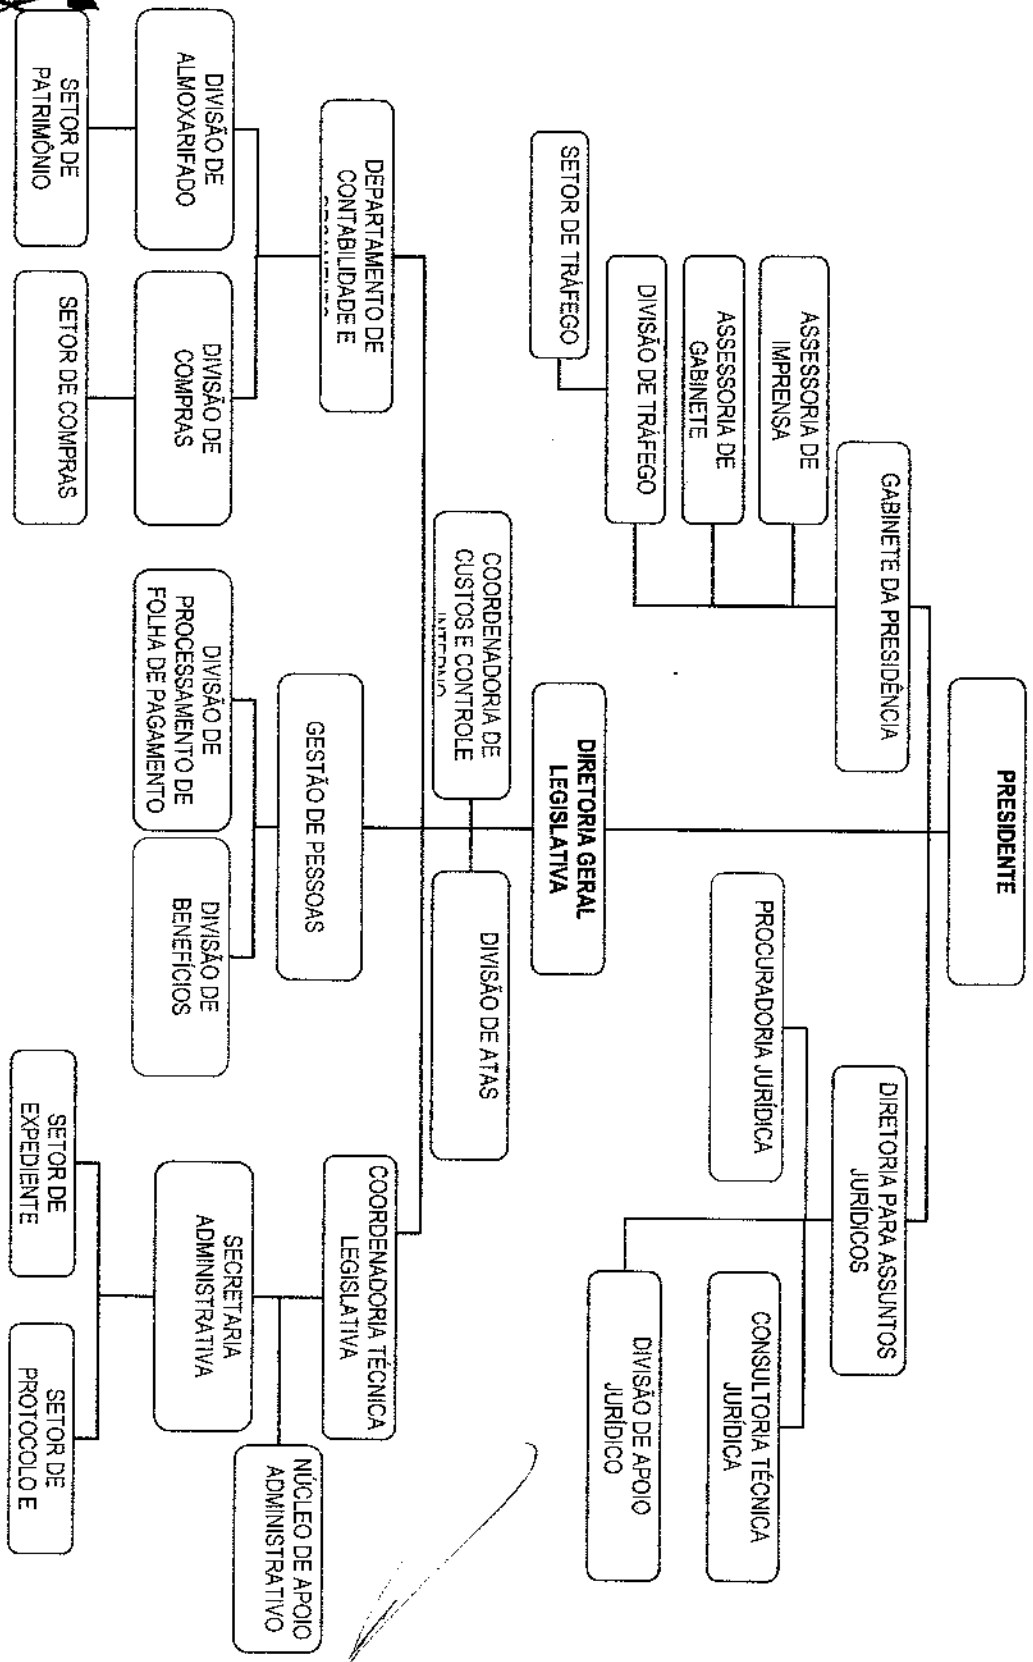 PRESIDENTE
GABINETE DA PRESIDÊNCIA
DIRETORIA PARA ASSUNTOS
JURÍDICOS
ASSESSORIA DE
IMPRENSA
ASSESSORIA DE
GABINETE
DIVISÃO DE TRÁFEGO
SETOR DE TRÁFEGO
PROCURADORIA JURÍDICA
CONSULTORIA TÉCNICA
JURÍDICA
DIVISÃO DE APOIO
JURÍDICO
DIRETORIA GERAL
LEGISLATIVA
COORDENADORIA DE
CUSTOS E CONTROLE
INTERNO
DIVISÃO DE ATAS
DEPARTAMENTO DE
CONTABILIDADE E
GESTÃO DE PESSOAS
COORDENADORIA TÉCNICA
LEGISLATIVA
NÚCLEO DE APOIO
ADMINISTRATIVO
DIVISÃO DE
ALMOXARIFADO
DIVISÃO DE
COMPRAS
DIVISÃO DE
PROCESSAMENTO DE
FOLHA DE PAGAMENTO
DIVISÃO DE
BENEFÍCIOS
SECRETARIA
ADMINISTRATIVA
SETOR DE
PATRIMÔNIO
SETOR DE COMPRAS
SETOR DE
EXPEDIENTE
SETOR DE
PROTOCOLO E